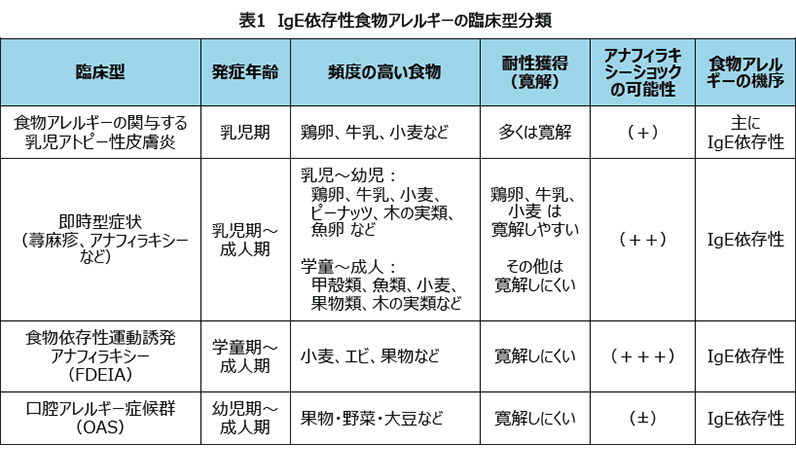 表1 IgE依存性食物アレルギーの臨床型分類
臨床型
発症年齢
頻度の高い食物
耐性獲得
（寛解）
アナフィラキ
シーショック
の可能性
食物アレル
ギーの機序
食物アレルギーの関与する
乳児アトピー性皮膚炎
乳児期
鶏卵、牛乳、小麦など
多くは寛解
（＋）
主に
IgE依存性
即時型症状
（蕁麻疹、アナフィラキシー
など）
乳児期～
成人期
乳児～幼児：
鶏卵、牛乳、小麦、
ピーナッツ、木の実類、
魚卵 など
学童～成人：
甲殻類、魚類、小麦、
果物類、木の実類など
鶏卵、牛乳、
小麦 は
寛解しやすい
その他は
寛解しにくい
（＋＋）
IgE依存性
食物依存性運動誘発
アナフィラキシー
（FDEIA）
学童期～
成人期
小麦、エビ、果物など
寛解しにくい
（＋＋＋）
IgE依存性
口腔アレルギー症候群
（OAS）
幼児期～
成人期
果物・野菜・大豆など
寛解しにくい
（±）
IgE依存性